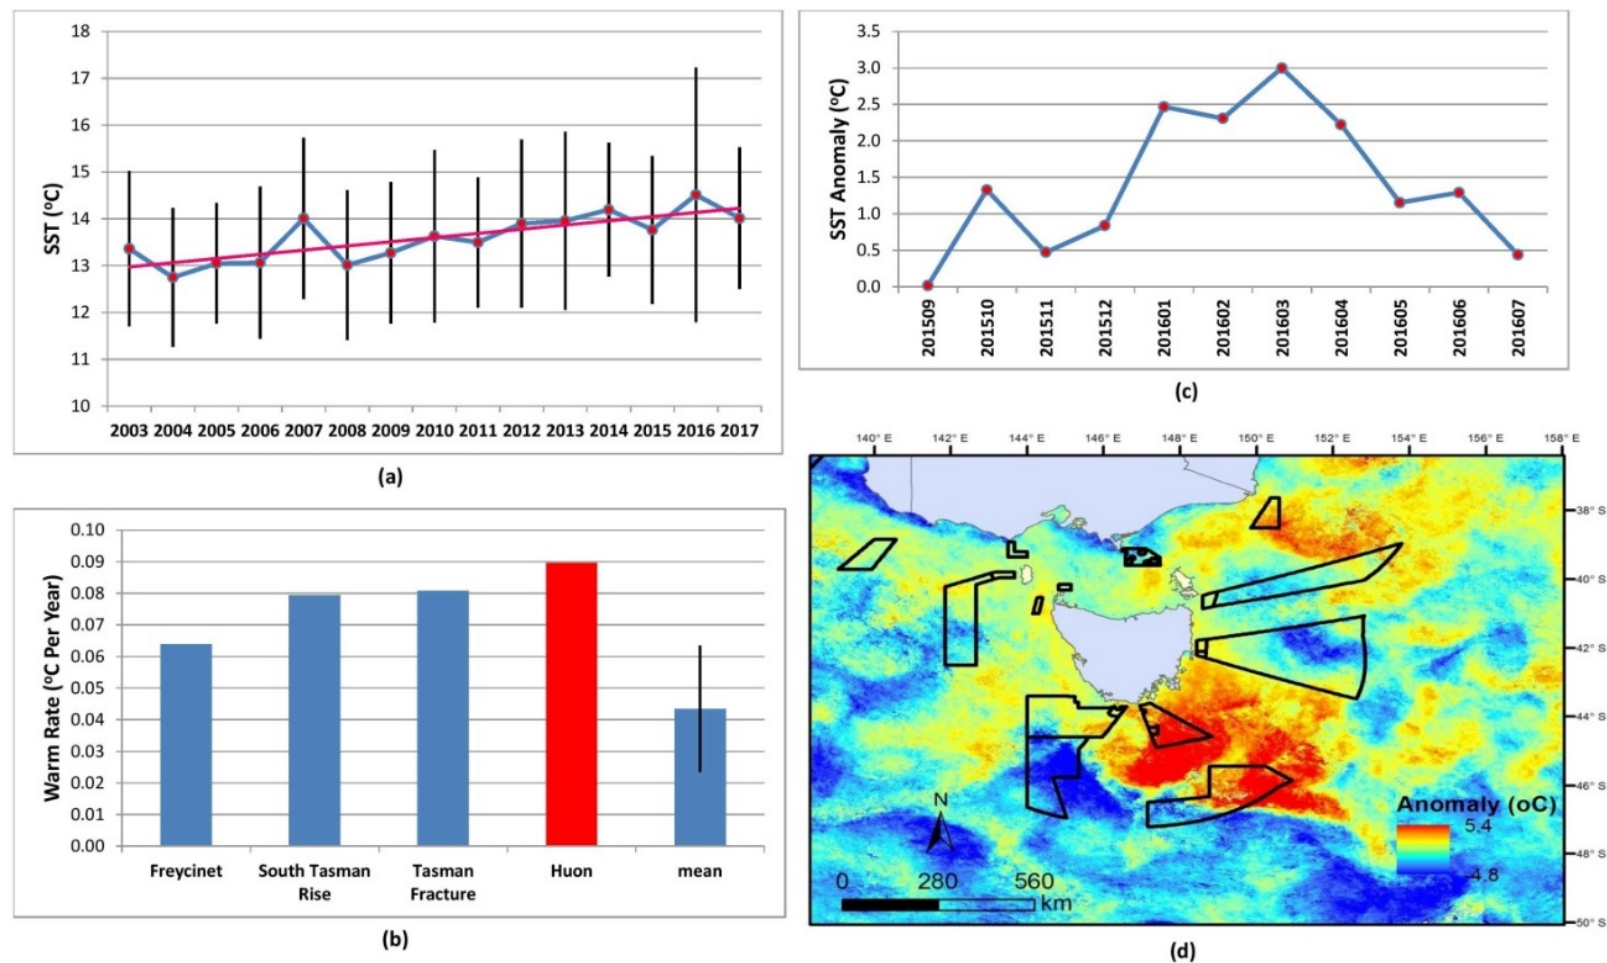 18
17
16
15
14
13
12
11
10
SST (ºC)
2003 2004 2005 2006 2007 2008 2009 2010 2011 2012 2013 2014 2015 2016 2017
(a)
3.5
3.0
2.5
2.0
1.5
1.0
0.5
0.0
SST Anomaly (ºC)
201509
201510
201511
201512
201601
201602
201603
201604
201605
201606
201607
(c)
0.10
0.09
0.08
0.07
0.06
0.05
0.04
0.03
0.02
0.01
0.00
Warm Rate (ºC Per Year)
Freycinet
South Tasman
Rise
Tasman
Fracture
Huon
mean
(b)
140° E 142° E 144° E 146° E 148° E 150° E 152° E 154° E 156° E 158° E
38° S
40° S
42° S
44° S
46° S
48° S
50° S
N
0 280 560
km
Anomaly (oC)
5.4
-4.8
(d)